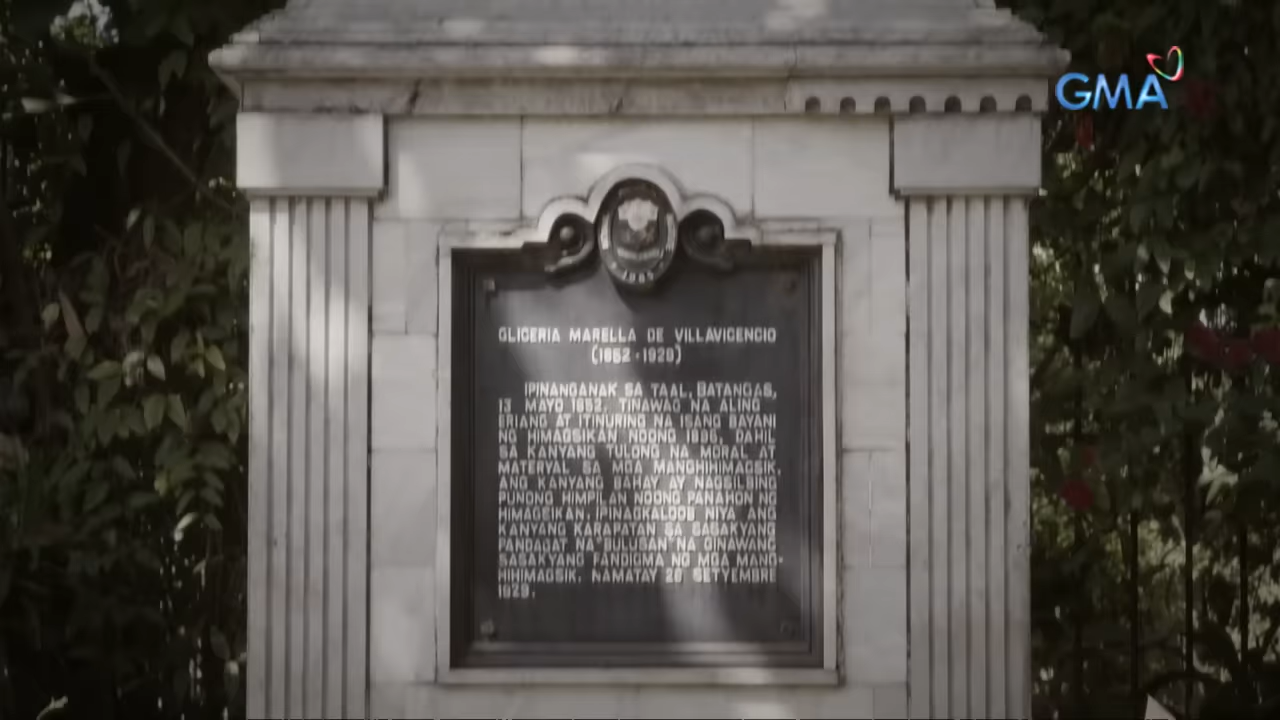 GMA
GLICERIA MARELLA DE VILLAVICENCIO
(1852-1929)
IPINANGANAK SA TAAL, BATANGAS,
13 MAYO 1852. TINAWAG NA ALING
ERIANG AT ITINURING NA ISANG BAYANI
NG HIMAGSIKAN NOONG 1896, DAHIL
SA KANYANG TULONG NA MORAL AT
MATERYAL SA MGA MANGHIHIMAGSIK.
ANG KANYANG BAHAY AY NAGSILBING
PUNONG HIMPILAN NOONG PANAHON NG
HIMAGSIKAN. IPINAGKALOOB NIYA ANG
KANYANG KARAPATAN SA SASAKYANG
PANDAGAT NA BULUSAN NA GINAWANG
SASAKYANG PANDIGMA NG MGA MANG-
HIHIMAGSIK. NAMATAY 28 SETYEMBRE
1929.